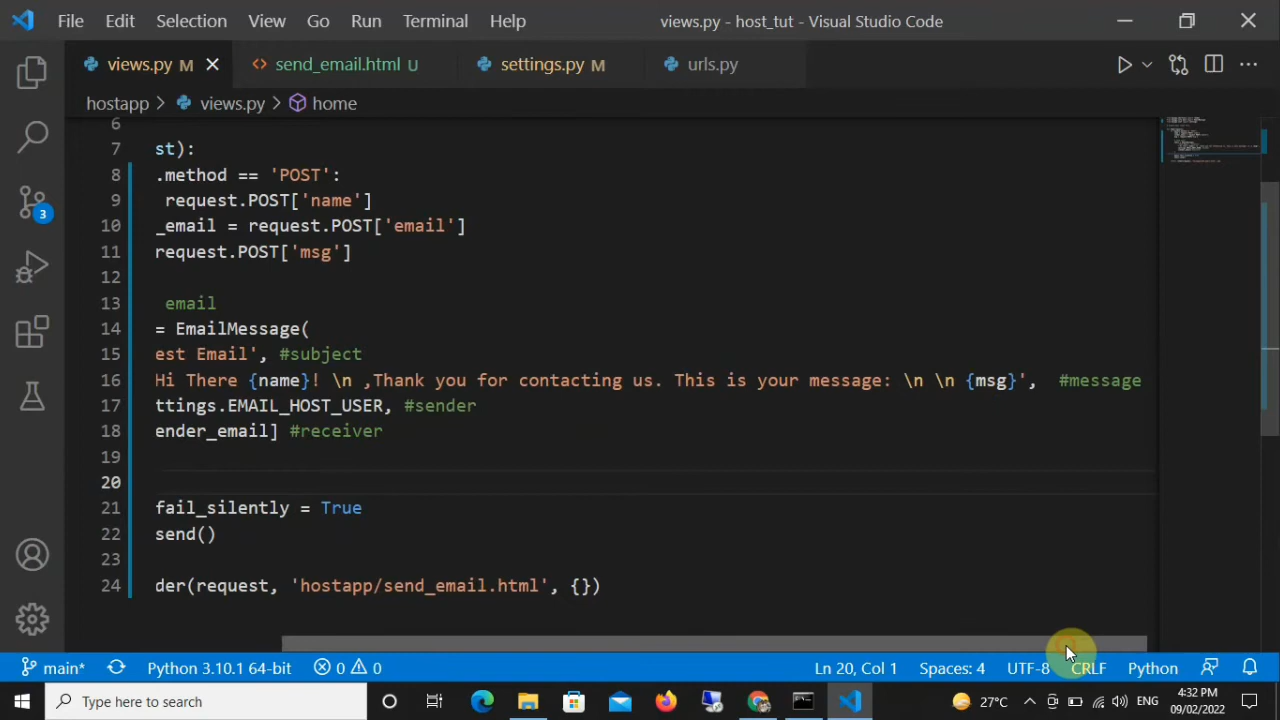 File Edit Selection View Go Run Terminal Help views.py - host_tut - Visual Studio Code
views.py M send_email.html U settings.py M urls.py
hostapp > views.py > home
6
7 st):
8 .method == 'POST':
9 request.POST['name']
10 _email = request.POST['email']
11 request.POST['msg']
12
13 email
14 = EmailMessage(
15 est Email', #subject
16 Hi There {name}! \n ,Thank you for contacting us. This is your message: \n \n {msg}', #message
17 ttings.EMAIL_HOST_USER, #sender
18 ender_email] #receiver
19
20
21 fail_silently = True
22 send()
23
24 der(request, 'hostapp/send_email.html', {})
3
main* Python 3.10.1 64-bit 0 0 Ln 20, Col 1 Spaces: 4 UTF-8 CRLF Python
Type here to search 27°C ENG 4:32 PM
09/02/2022